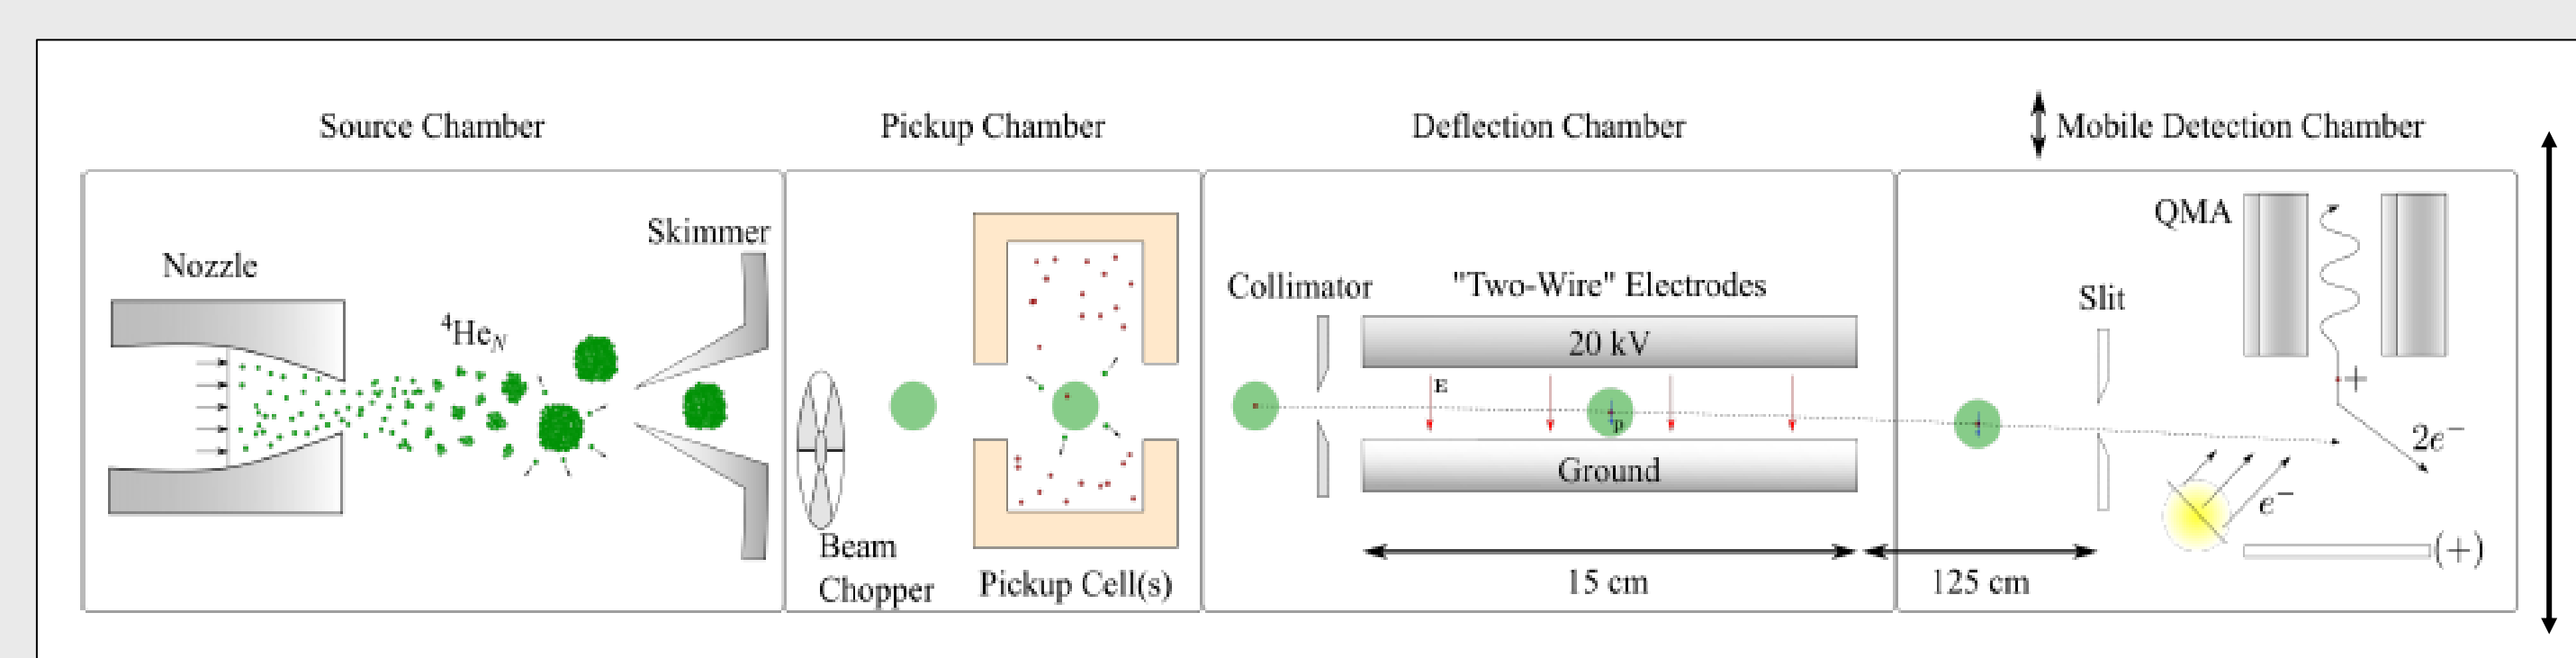 Source Chamber
Pickup Chamber
Deflection Chamber
Mobile Detection Chamber
Nozzle
⁴Heₙ
Skimmer
Beam
Chopper
Pickup Cell(s)
Collimator
"Two-Wire" Electrodes
20 kV
E
p
Ground
15 cm
125 cm
Slit
QMA
+
2e⁻
e⁻
(+)